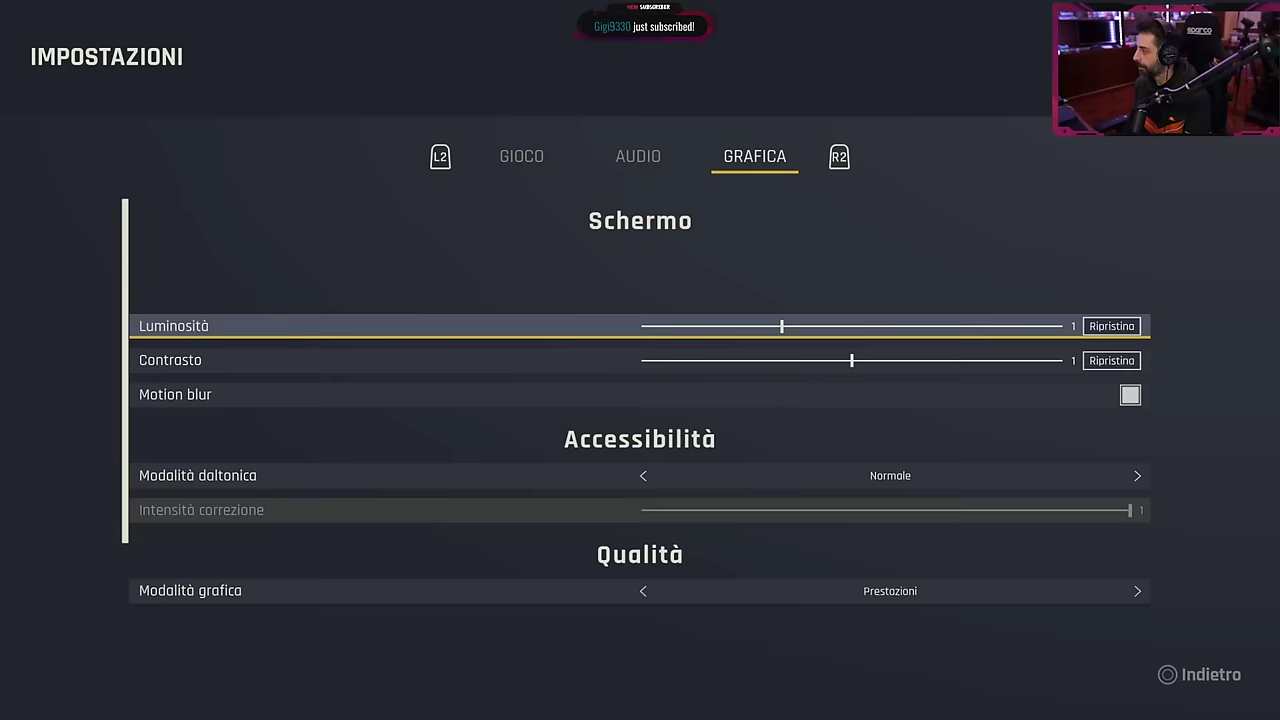 NEW SUBSCRIBER
Gigi9330 just subscribed!
IMPOSTAZIONI
sparco
L2 GIOCO AUDIO GRAFICA R2
Schermo
Luminosità 1 Ripristina
Contrasto 1 Ripristina
Motion blur
Accessibilità
Modalità daltonica Normale
Intensità correzione 1
Qualità
Modalità grafica Prestazioni
Indietro